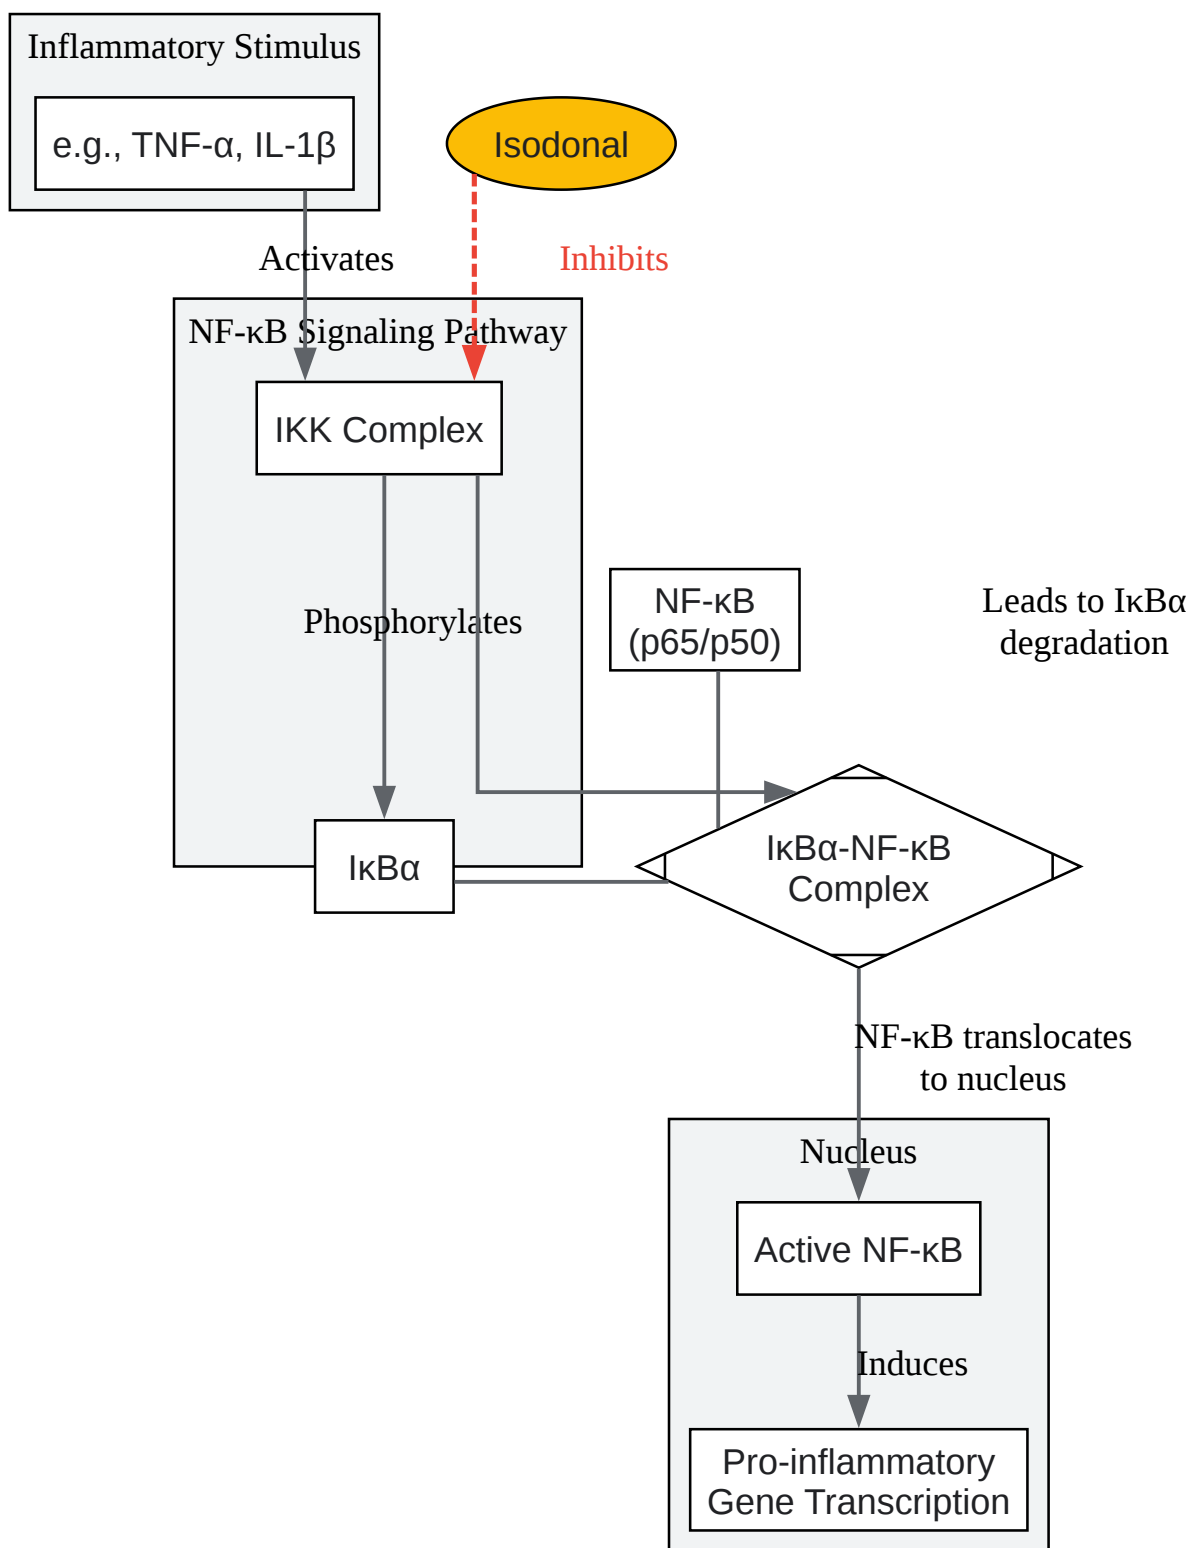 Inflammatory Stimulus
e.g., TNF-α, IL-1β
Isodonal
Activates
Inhibits
NF-κB Signaling Pathway
IKK Complex
Phosphorylates
NF-κB
(p65/p50)
Leads to IκBα
degradation
IκBα
IκBα-NF-κB
Complex
NF-κB translocates
to nucleus
Nucleus
Active NF-κB
Induces
Pro-inflammatory
Gene Transcription